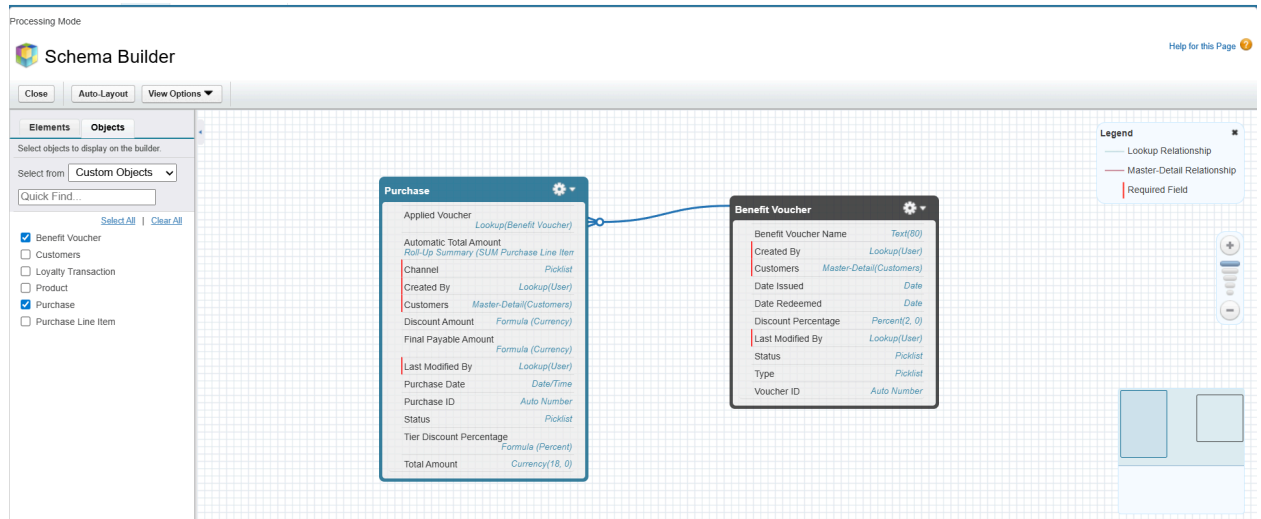 Processing Mode
Schema Builder
Help for this Page
Close Auto-Layout View Options
Elements Objects
Select objects to display on the builder.
Select from Custom Objects
Quick Find...
Select All | Clear All
Benefit Voucher
Customers
Loyalty Transaction
Product
Purchase
Purchase Line Item
Purchase
Applied Voucher
Lookup(Benefit Voucher)
Automatic Total Amount
Roll-Up Summary (SUM Purchase Line Iten
Channel Picklist
Created By Lookup(User)
Customers Master-Detail(Customers)
Discount Amount Formula (Currency)
Final Payable Amount
Formula (Currency)
Last Modified By Lookup(User)
Purchase Date Date/Time
Purchase ID Auto Number
Status Picklist
Tier Discount Percentage
Formula (Percent)
Total Amount Currency(18, 0)
Benefit Voucher
Benefit Voucher Name Text(80)
Created By Lookup(User)
Customers Master-Detail(Customers)
Date Issued Date
Date Redeemed Date
Discount Percentage Percent(2, 0)
Last Modified By Lookup(User)
Status Picklist
Type Picklist
Voucher ID Auto Number
Legend
Lookup Relationship
Master-Detail Relationship
Required Field